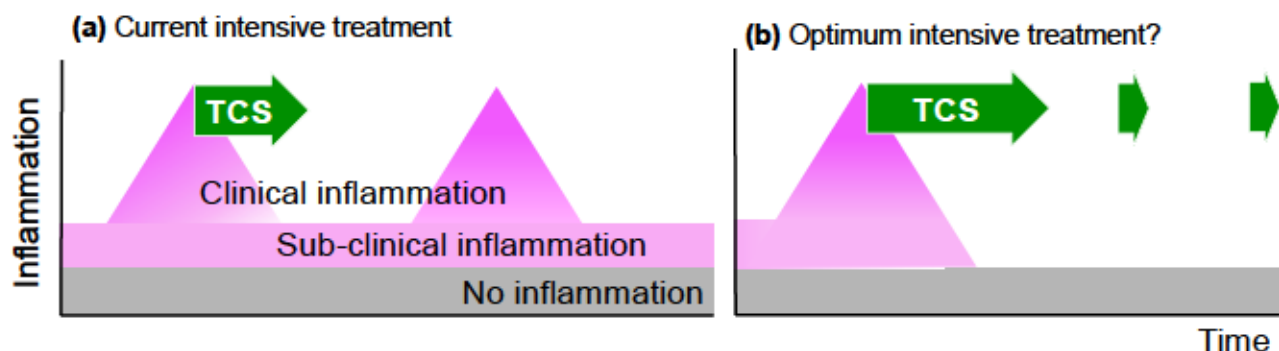 (a) Current intensive treatment
(b) Optimum intensive treatment?
Inflammation
TCS
Clinical inflammation
Sub-clinical inflammation
No inflammation
TCS
Time